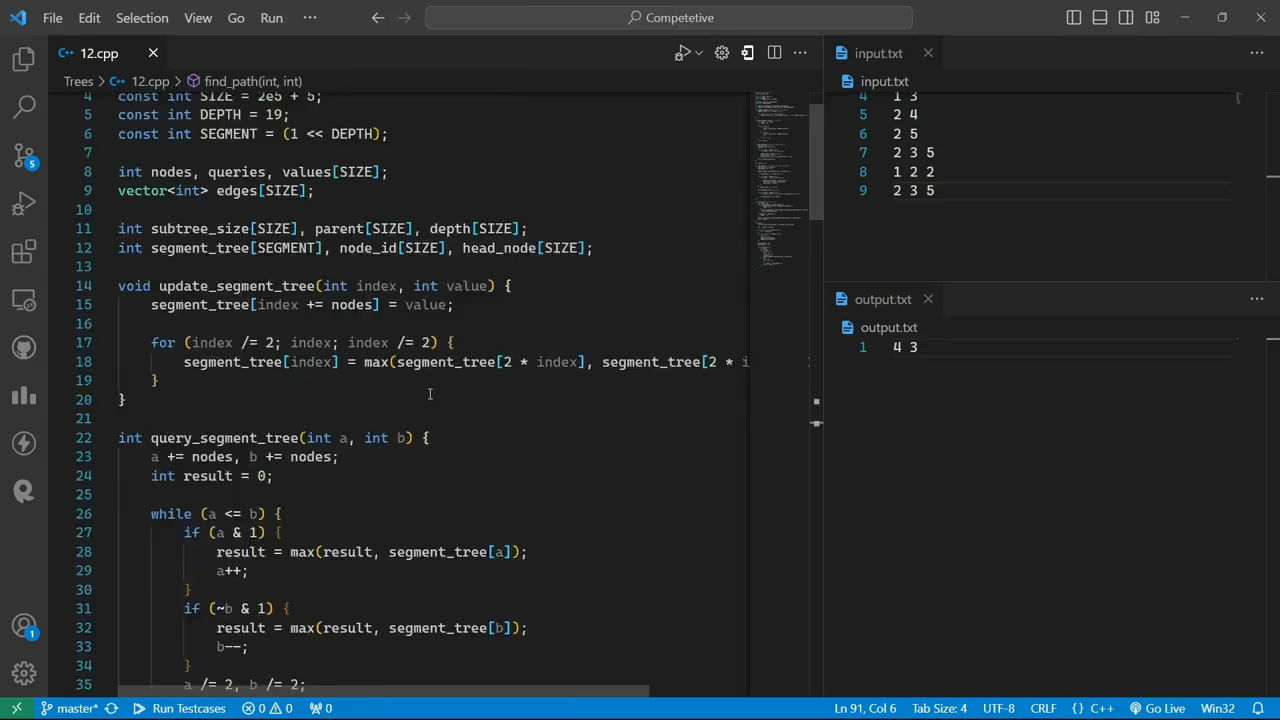 File Edit Selection View Go Run ··· Competetive
12.cpp
Trees > 12.cpp > find_path(int, int)
4 const int SIZE = 2e5 + 5;
5 const int DEPTH = 19;
6 const int SEGMENT = (1 << DEPTH);
7
8 int nodes, queries, values[SIZE];
9 vector<int> edges[SIZE];
10
11 int subtree_size[SIZE], parent[SIZE], depth[SIZE];
12 int segment_tree[SEGMENT], node_id[SIZE], head_node[SIZE];
13
14 void update_segment_tree(int index, int value) {
15 segment_tree[index += nodes] = value;
16
17 for (index /= 2; index; index /= 2) {
18 segment_tree[index] = max(segment_tree[2 * index], segment_tree[2 * i
19 }
20 }
21
22 int query_segment_tree(int a, int b) {
23 a += nodes, b += nodes;
24 int result = 0;
25
26 while (a <= b) {
27 if (a & 1) {
28 result = max(result, segment_tree[a]);
29 a++;
30 }
31 if (~b & 1) {
32 result = max(result, segment_tree[b]);
33 b--;
34 }
35 a /= 2, b /= 2;
input.txt
input.txt
4 1 3
5 2 4
6 2 5
7 2 3 5
8 1 2 2
9 2 3 5
output.txt
output.txt
1 4 3
5
1
master* Run Testcases 0 0 0 Ln 91, Col 6 Tab Size: 4 UTF-8 CRLF {} C++ Go Live Win32